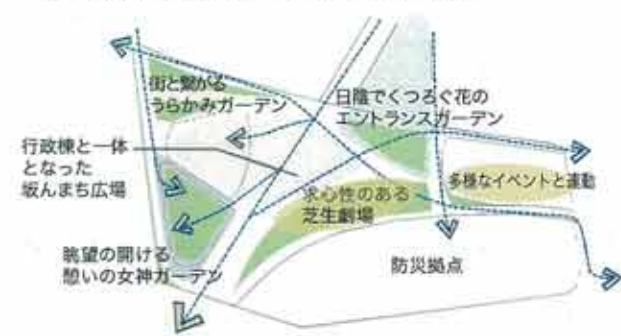 街と繋がる
うらかみガーデン
日陰でくつろぐ花の
エントランスガーデン
行政棟と一体
となった
坂んまち広場
求心性のある
芝生劇場
多様なイベントと連動
眺望の開ける
憩いの女神ガーデン
防災拠点